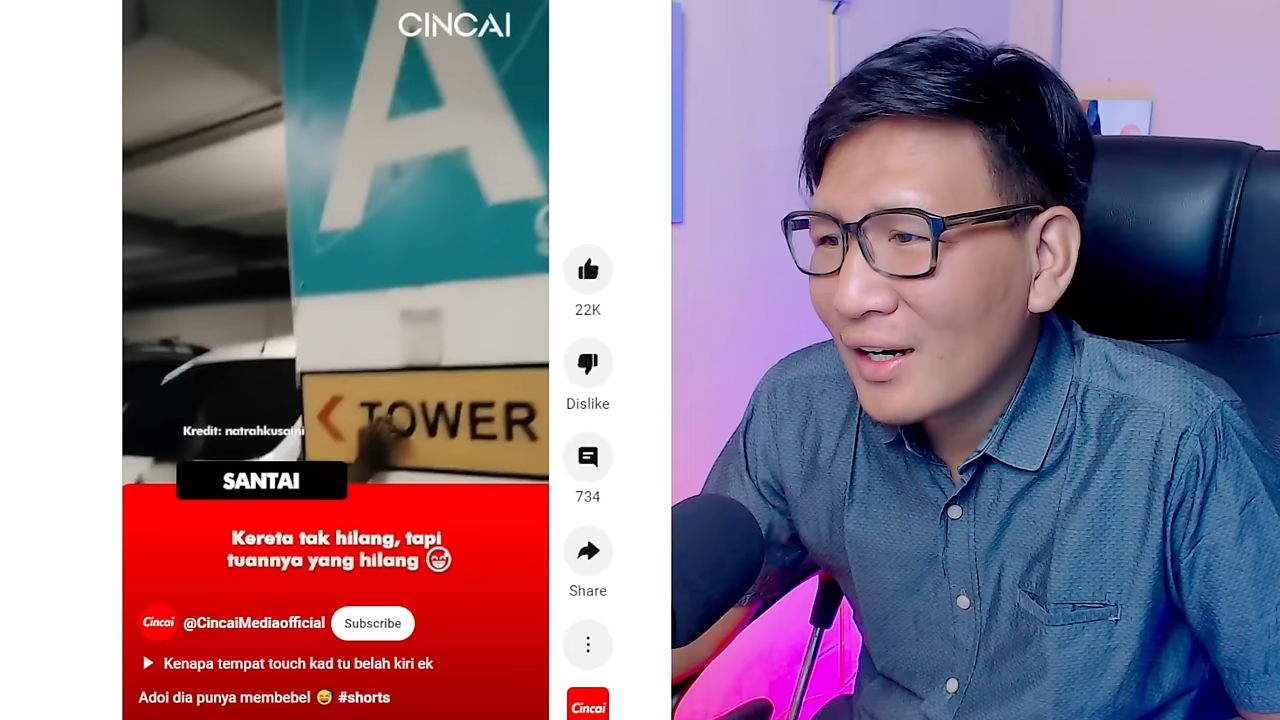 CINCAI
A
TOWER
Kredit: natrahkusaini
SANTAI
Kereta tak hilang, tapi
tuannya yang hilang 😅
22K
Dislike
734
Share
Cincai
@CincaiMediaofficial
Subscribe
Kenapa tempat touch kad tu belah kiri ek
Adoi dia punya membebel 😅 #shorts
Cincai